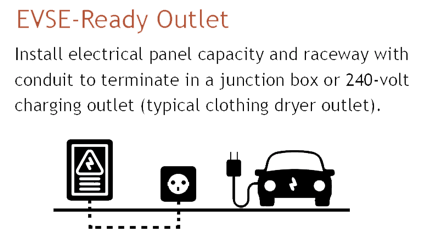 EVSE-Ready Outlet
Install electrical panel capacity and raceway with
conduit to terminate in a junction box or 240-volt
charging outlet (typical clothing dryer outlet).